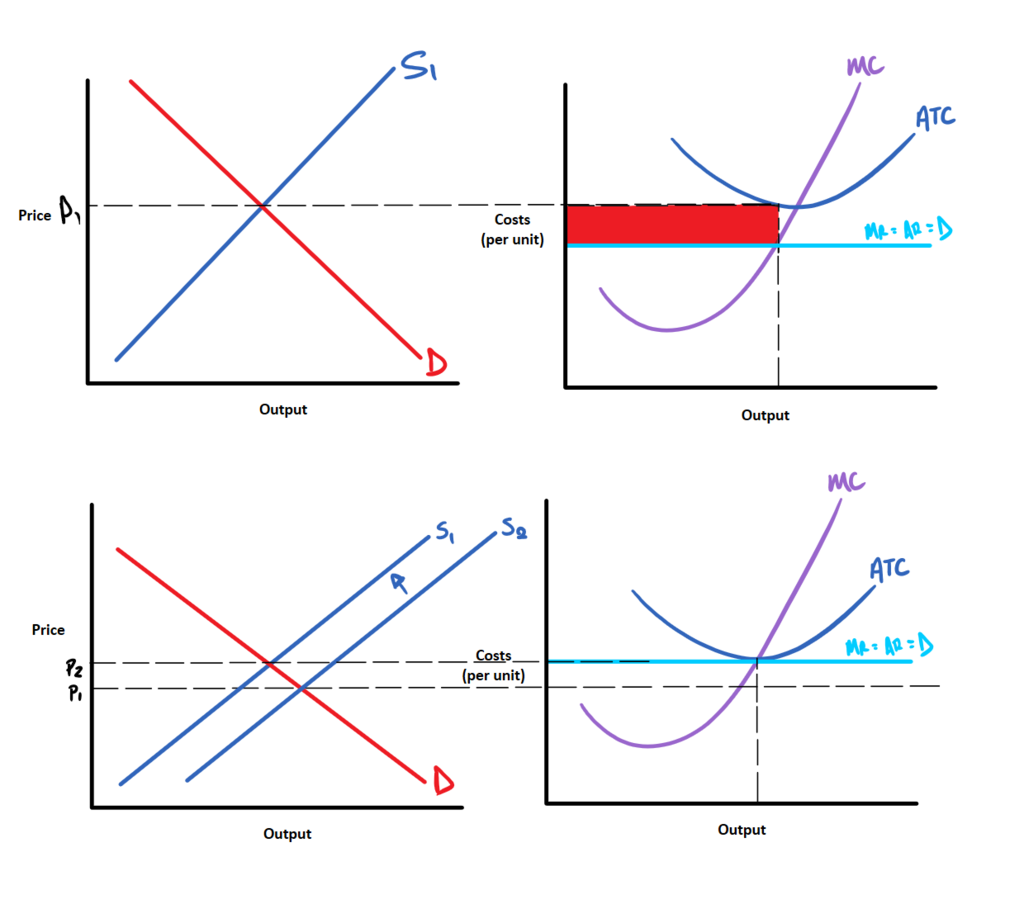 S1
MC
ATC
Price P1
Costs
(per unit)
MR = AR = D
D
Output
Output
MC
S1
S2
ATC
Price
MR = AR = D
P2
Costs
(per unit)
P1
D
Output
Output